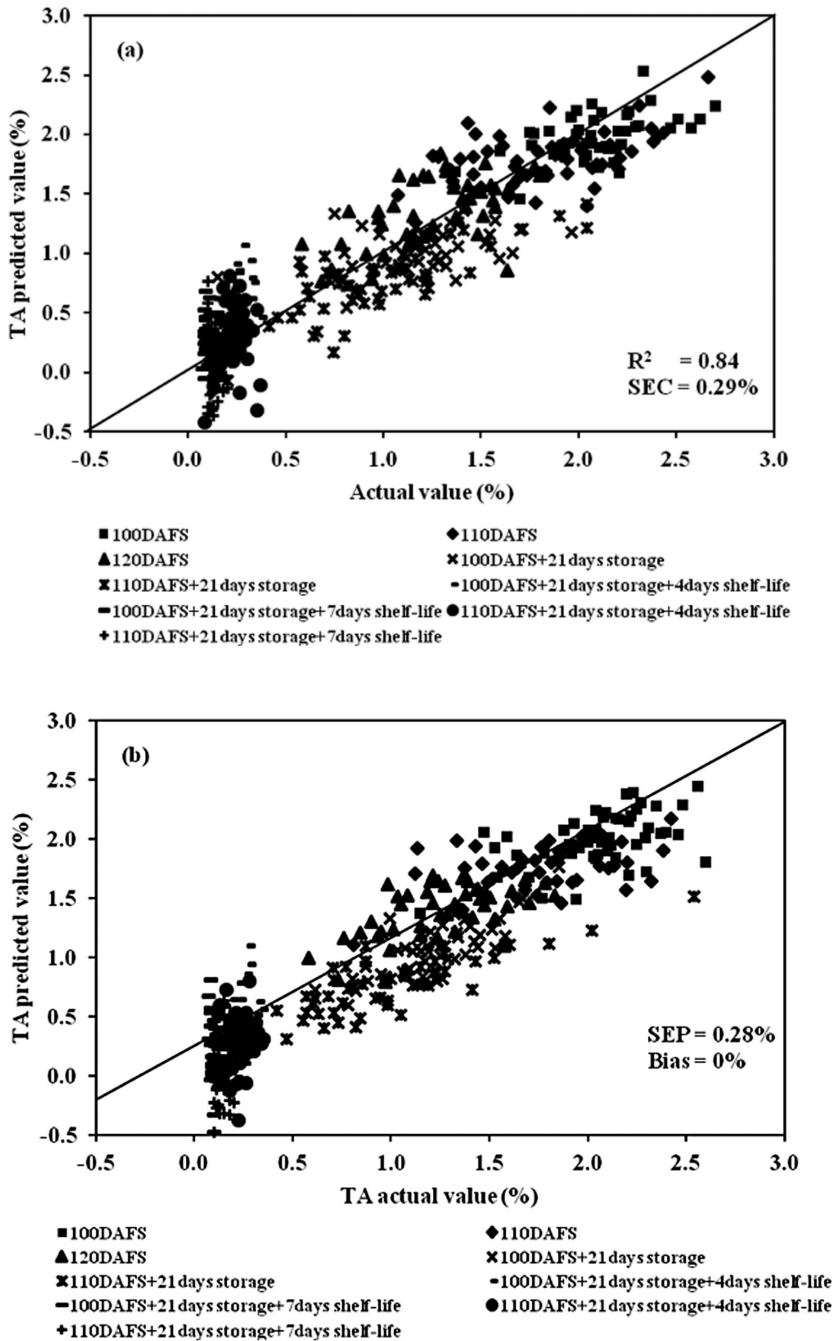 (a)
3.0
2.5
2.0
1.5
1.0
0.5
0.0
-0.5
TA predicted value (%)
R² = 0.84
SEC = 0.29%
-0.5 0.0 0.5 1.0 1.5 2.0 2.5 3.0
Actual value (%)
100DAFS 110DAFS
120DAFS 100DAFS+21days storage
110DAFS+21days storage 100DAFS+21days storage+4days shelf-life
100DAFS+21days storage+7days shelf-life 110DAFS+21days storage+4days shelf-life
110DAFS+21days storage+7days shelf-life
(b)
3.0
2.5
2.0
1.5
1.0
0.5
0.0
-0.5
TA predicted value (%)
SEP = 0.28%
Bias = 0%
-0.5 0.0 0.5 1.0 1.5 2.0 2.5 3.0
TA actual value (%)
100DAFS 110DAFS
120DAFS 100DAFS+21days storage
110DAFS+21days storage 100DAFS+21days storage+4days shelf-life
100DAFS+21days storage+7days shelf-life 110DAFS+21days storage+4days shelf-life
110DAFS+21days storage+7days shelf-life